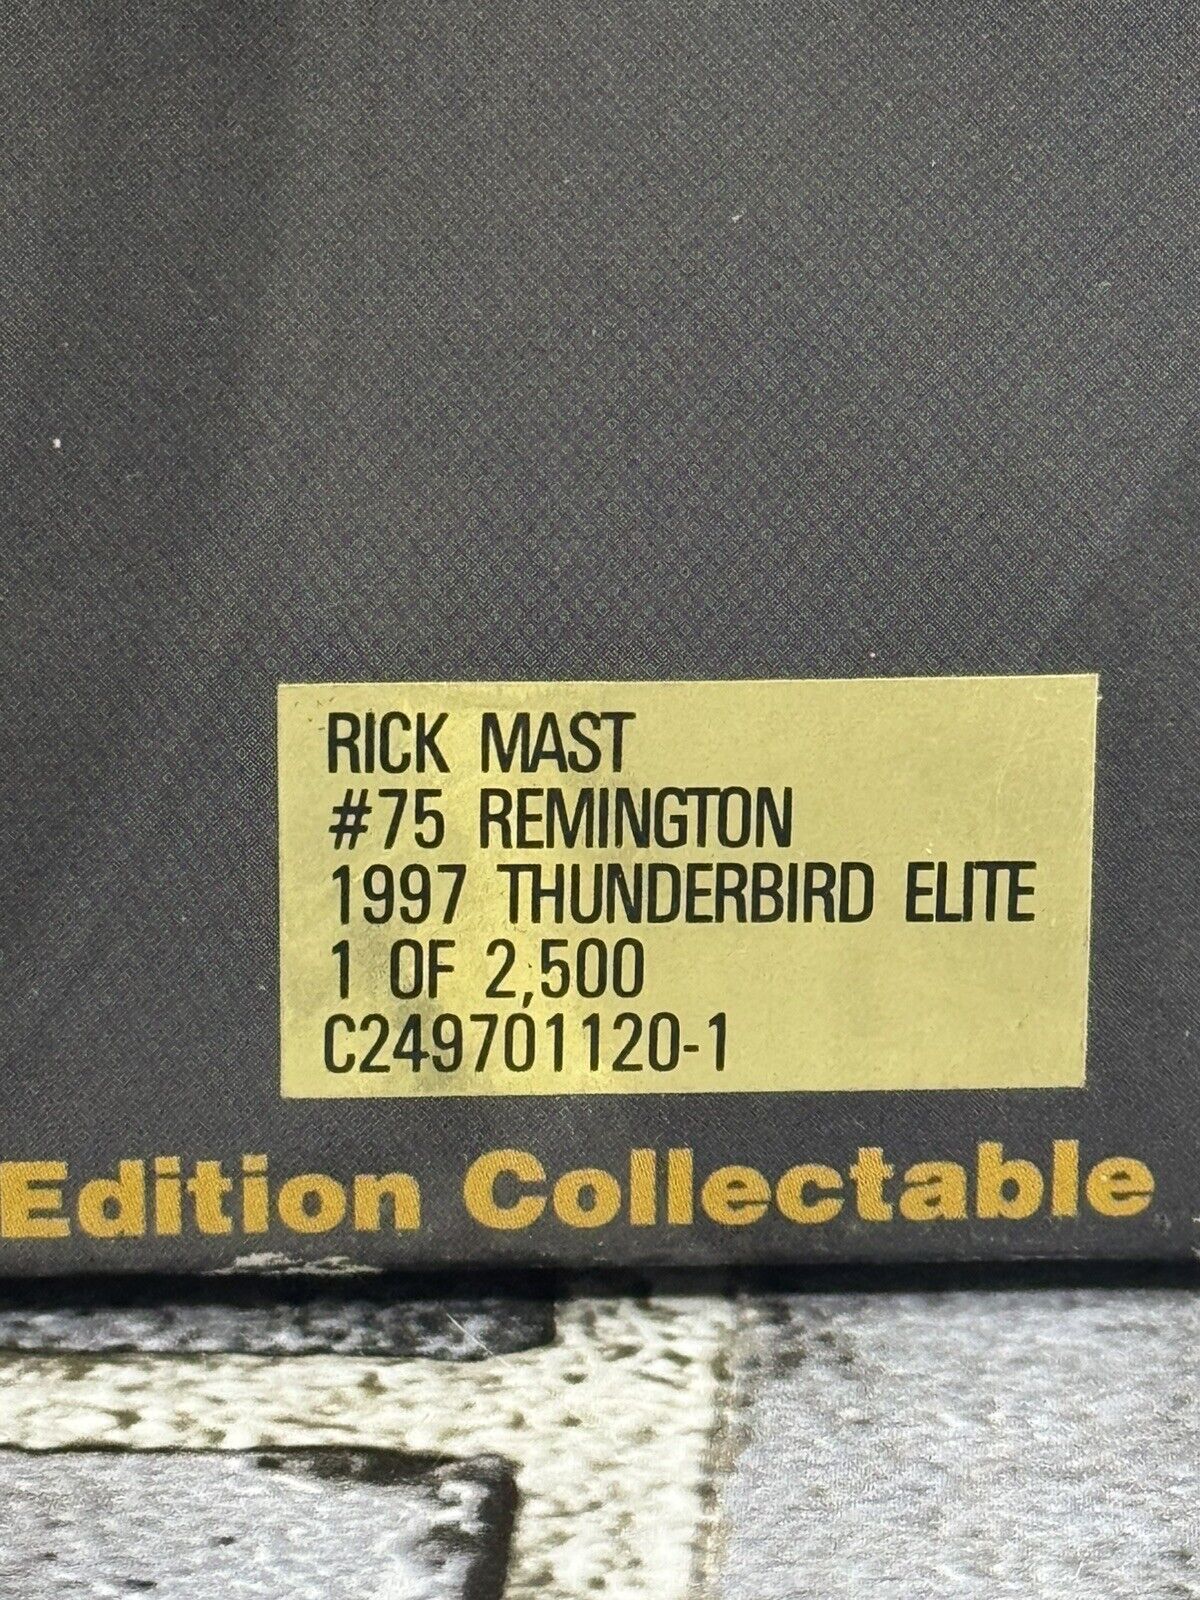 RICK MAST
#75 REMINGTON
1997 THUNDERBIRD ELITE
1 OF 2,500
C249701120-1
Edition Collectable